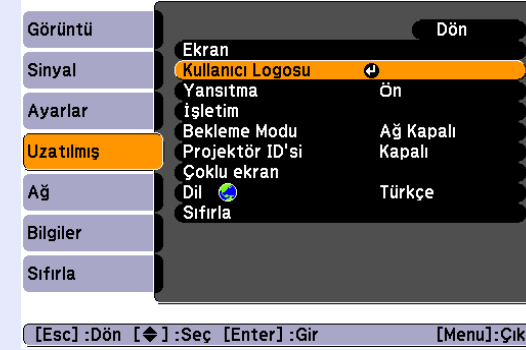 Görüntü
Sinyal
Ayarlar
Uzatılmış
Ağ
Bilgiler
Sıfırla
Dön
Ekran
Kullanıcı Logosu
Yansıtma Ön
İşletim
Bekleme Modu Ağ Kapalı
Projektör ID'si Kapalı
Çoklu ekran
Dil Türkçe
Sıfırla
[Esc] :Dön [◆] :Seç [Enter] :Gir [Menu]:Çık